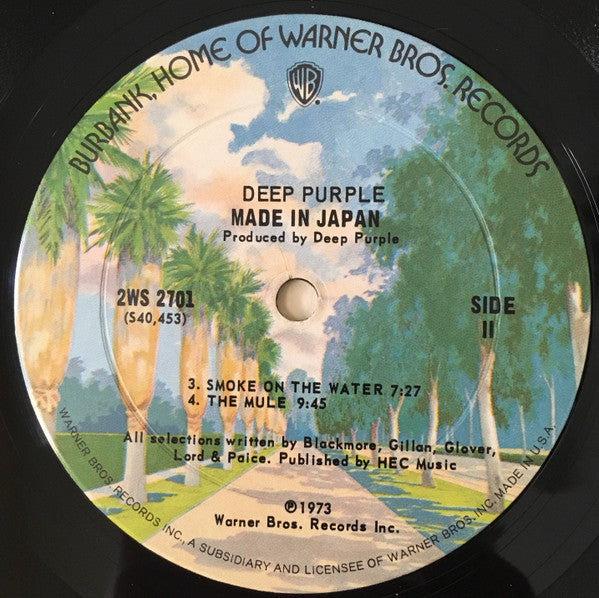 BURBANK, HOME OF WARNER BROS. RECORDS
WB
DEEP PURPLE
MADE IN JAPAN
Produced by Deep Purple
2WS 2701
(S40,453)
SIDE
II
3. SMOKE ON THE WATER 7:27
4. THE MULE 9:45
All selections written by Blackmore, Gillan, Glover,
Lord & Paice. Published by HEC Music
℗1973
Warner Bros. Records Inc.
WARNER BROS. RECORDS INC., A SUBSIDIARY AND LICENSEE OF WARNER BROS. INC. MADE IN U.S.A.